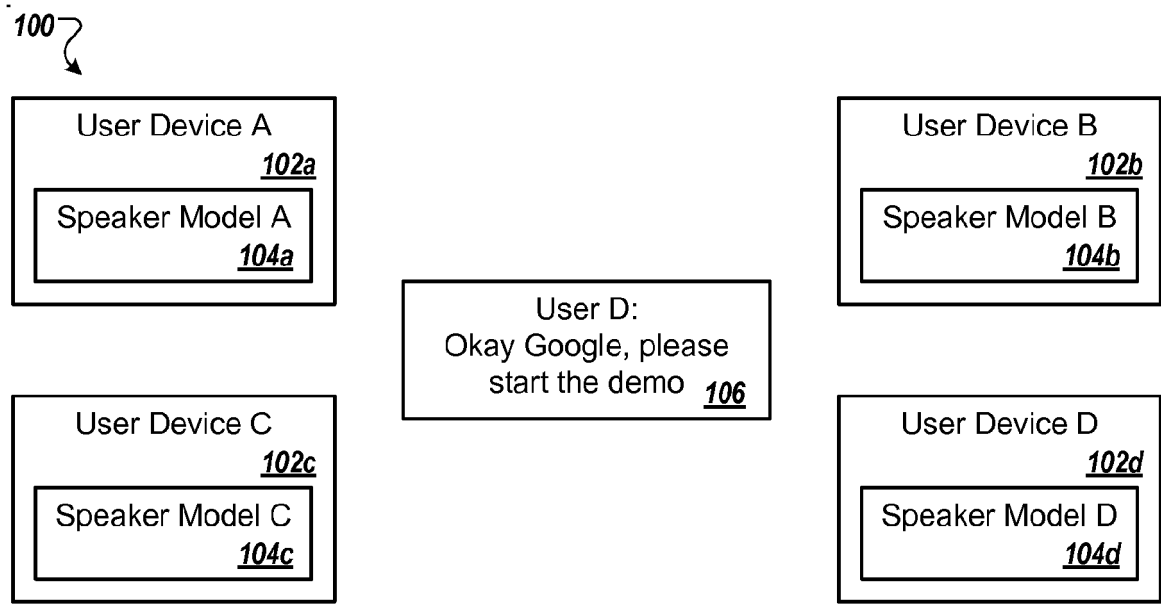 100
User Device A
102a
Speaker Model A
104a
User Device B
102b
Speaker Model B
104b
User D:
Okay Google, please
start the demo 106
User Device C
102c
Speaker Model C
104c
User Device D
102d
Speaker Model D
104d